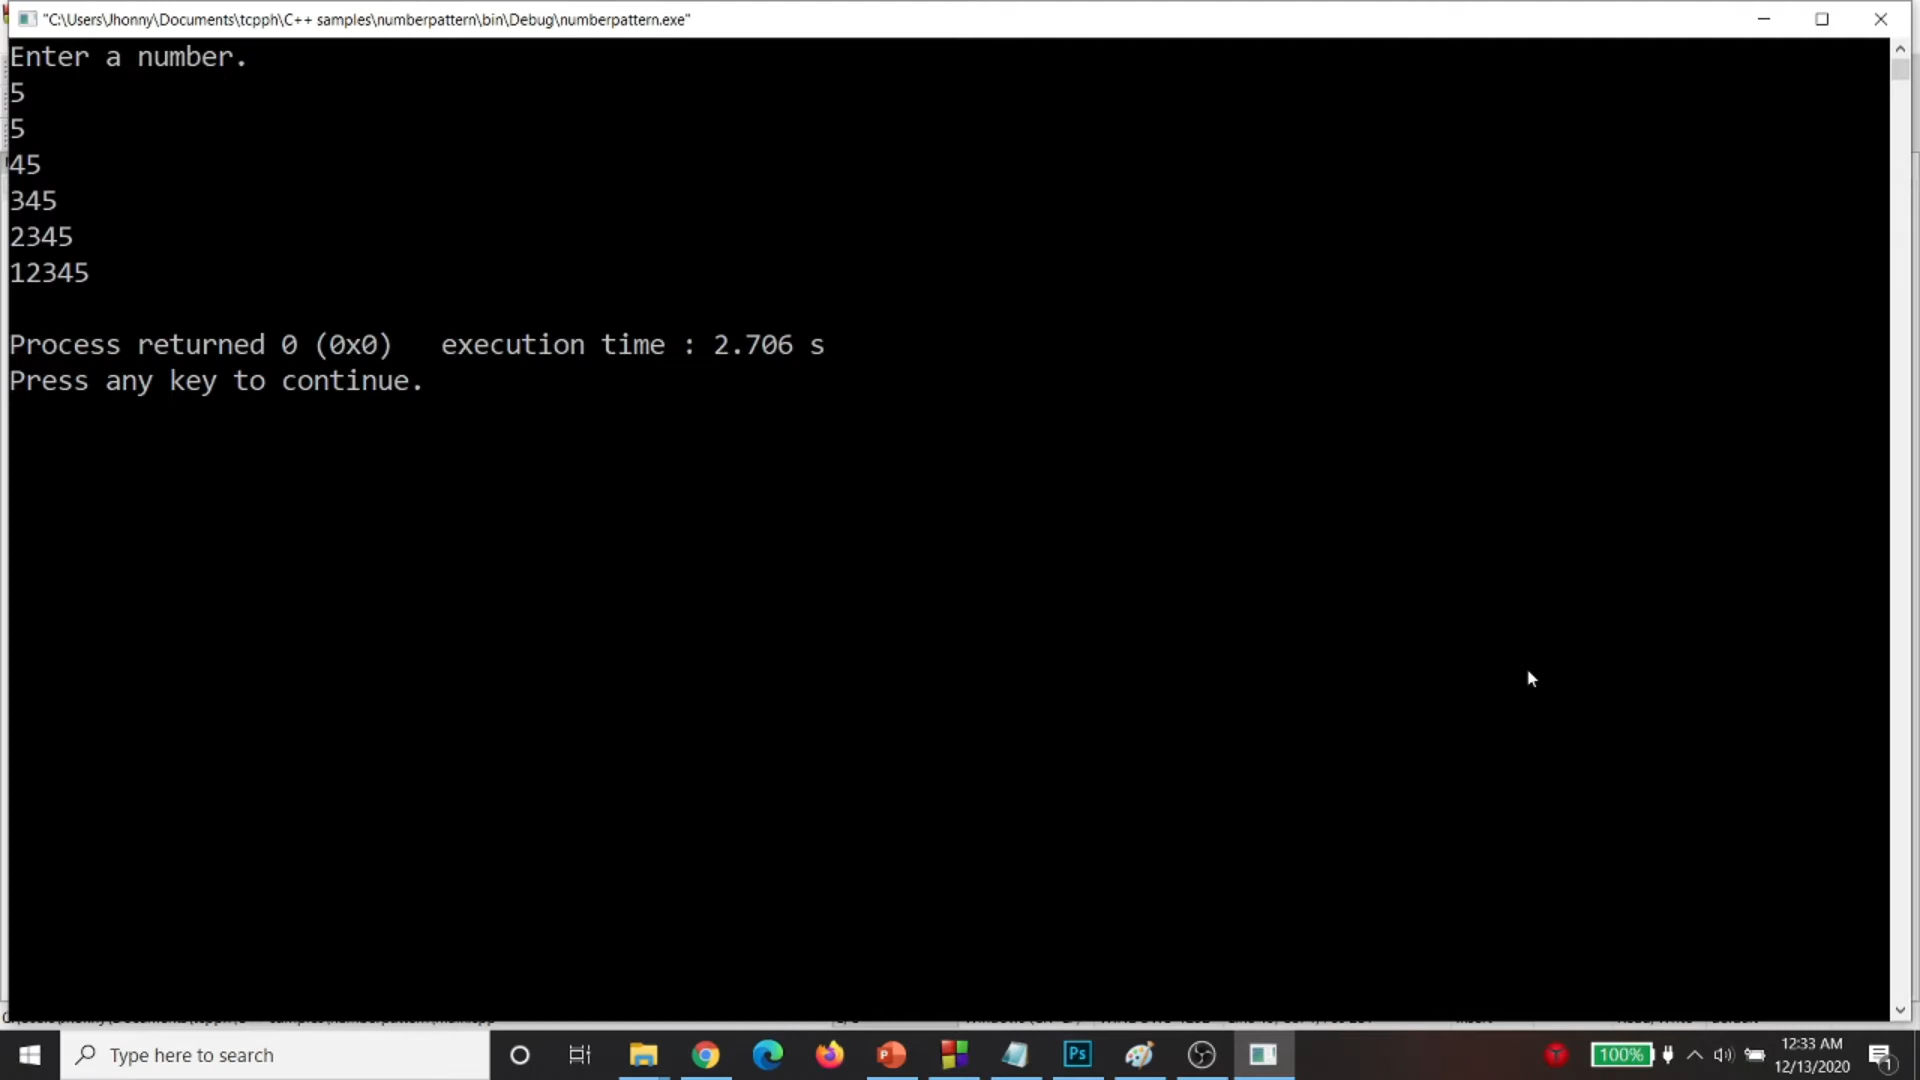 "C:\Users\Jhonny\Documents\tcpph\C++ samples\numberpattern\bin\Debug\numberpattern.exe"
Enter a number.
5
5
45
345
2345
12345
Process returned 0 (0x0)   execution time : 2.706 s
Press any key to continue.
Type here to search
Ps
100%
12:33 AM
12/13/2020
1